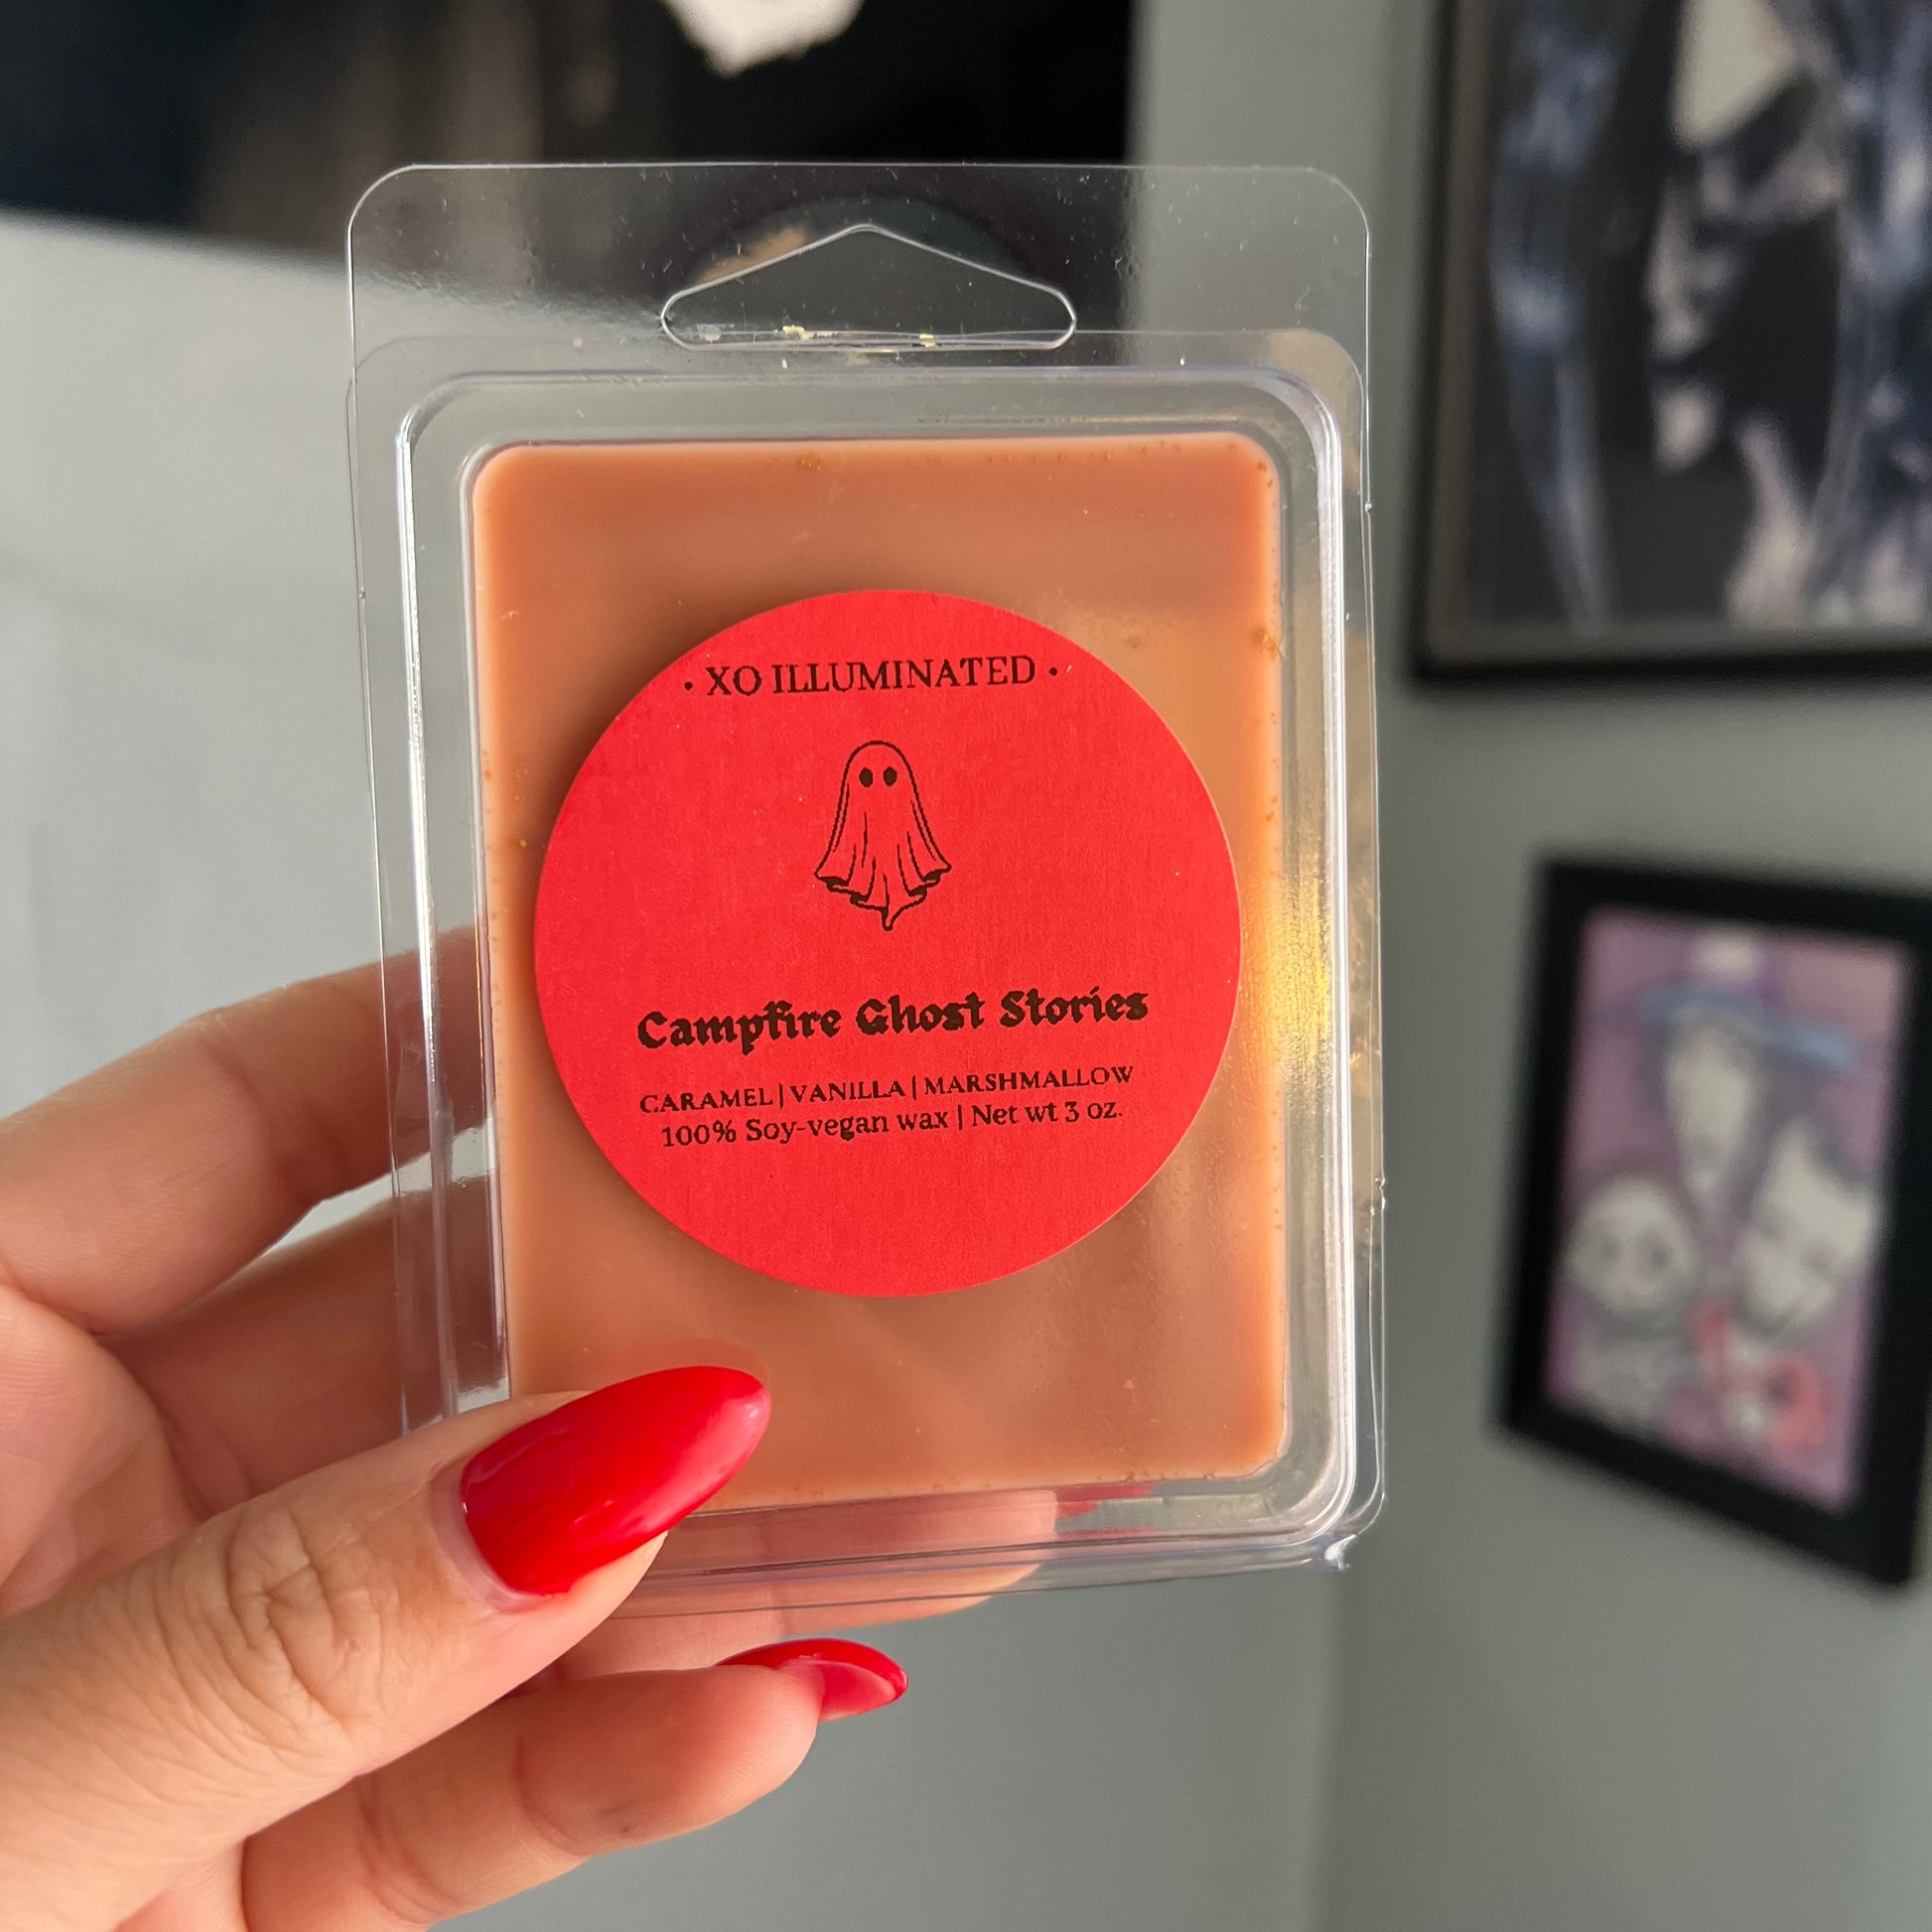 · XO ILLUMINATED ·
Campfire Ghost Stories
CARAMEL | VANILLA | MARSHMALLOW
100% Soy-vegan wax | Net wt 3 oz.